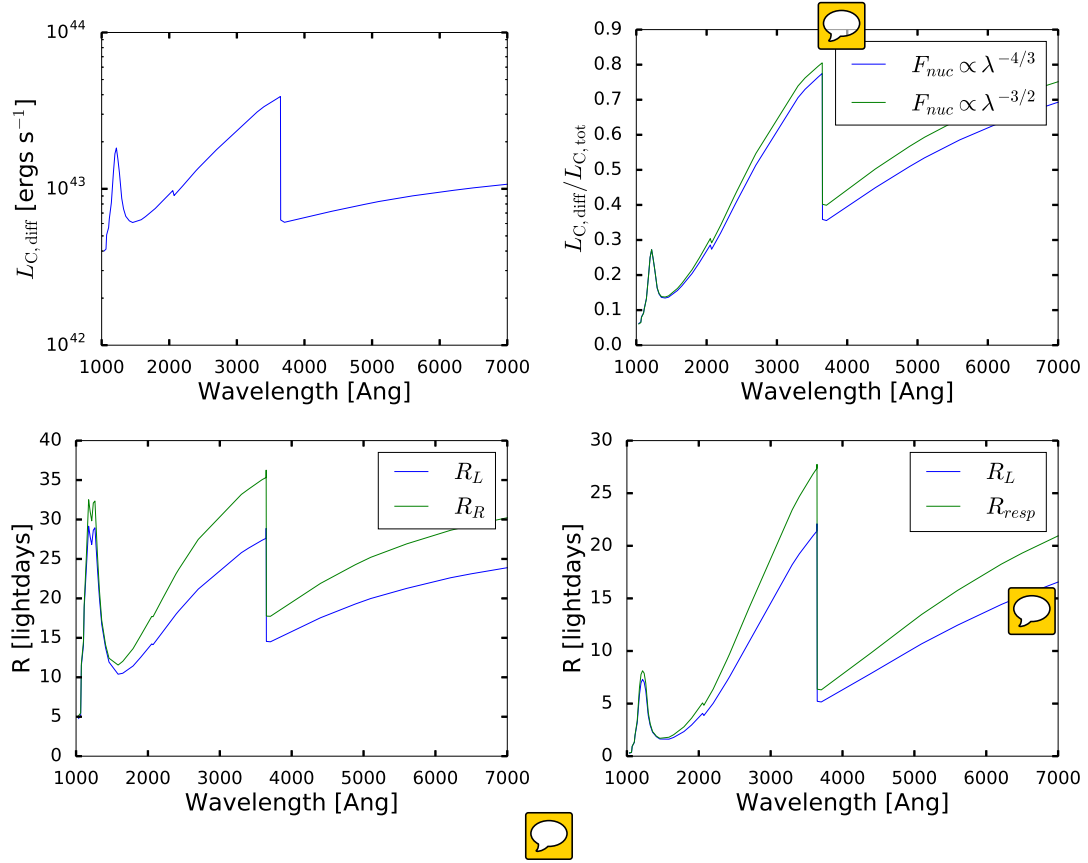 10^44
10^43
10^42
L_C,diff [ergs s^−1]
1000 2000 3000 4000 5000 6000 7000
Wavelength [Ang]
0.9
0.8
0.7
0.6
0.5
0.4
0.3
0.2
0.1
0.0
L_C,diff/L_C,tot
F_nuc ∝ λ^−4/3
F_nuc ∝ λ^−3/2
1000 2000 3000 4000 5000 6000 7000
Wavelength [Ang]
40
35
30
25
20
15
10
5
0
R [lightdays]
R_L
R_R
1000 2000 3000 4000 5000 6000 7000
Wavelength [Ang]
30
25
20
15
10
5
0
R [lightdays]
R_L
R_resp
1000 2000 3000 4000 5000 6000 7000
Wavelength [Ang]